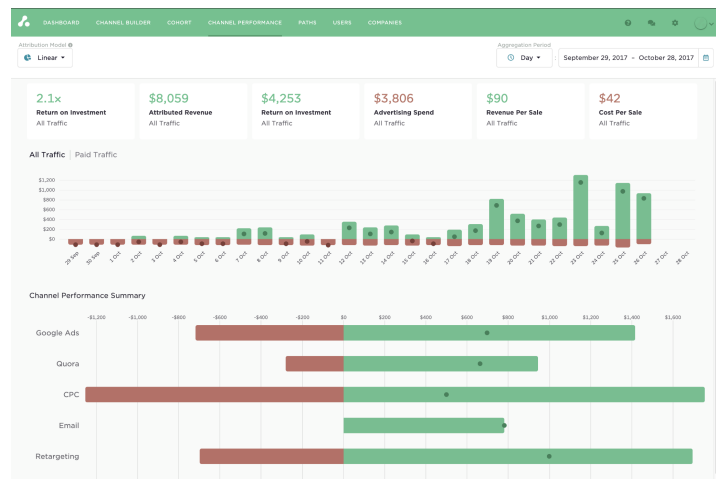 DASHBOARD CHANNEL BUILDER COHORT CHANNEL PERFORMANCE PATHS USERS COMPANIES
Attribution Model
Aggregation Period
Linear
Day
September 29, 2017 – October 28, 2017
2.1x
Return on Investment
All Traffic
$8,059
Attributed Revenue
All Traffic
$4,253
Return on Investment
All Traffic
$3,806
Advertising Spend
All Traffic
$90
Revenue Per Sale
All Traffic
$42
Cost Per Sale
All Traffic
All Traffic | Paid Traffic
$1,200
$1,000
$800
$600
$400
$200
$0
29 Sep 30 Sep 1 Oct 2 Oct 3 Oct 4 Oct 5 Oct 6 Oct 7 Oct 8 Oct 9 Oct 10 Oct 11 Oct 12 Oct 13 Oct 14 Oct 15 Oct 16 Oct 17 Oct 18 Oct 19 Oct 20 Oct 21 Oct 22 Oct 23 Oct 24 Oct 25 Oct 26 Oct 27 Oct 28 Oct
Channel Performance Summary
-$1,200 -$1,000 -$800 -$600 -$400 -$200 $0 $200 $400 $600 $800 $1,000 $1,200 $1,400 $1,600
Google Ads
Quora
CPC
Email
Retargeting